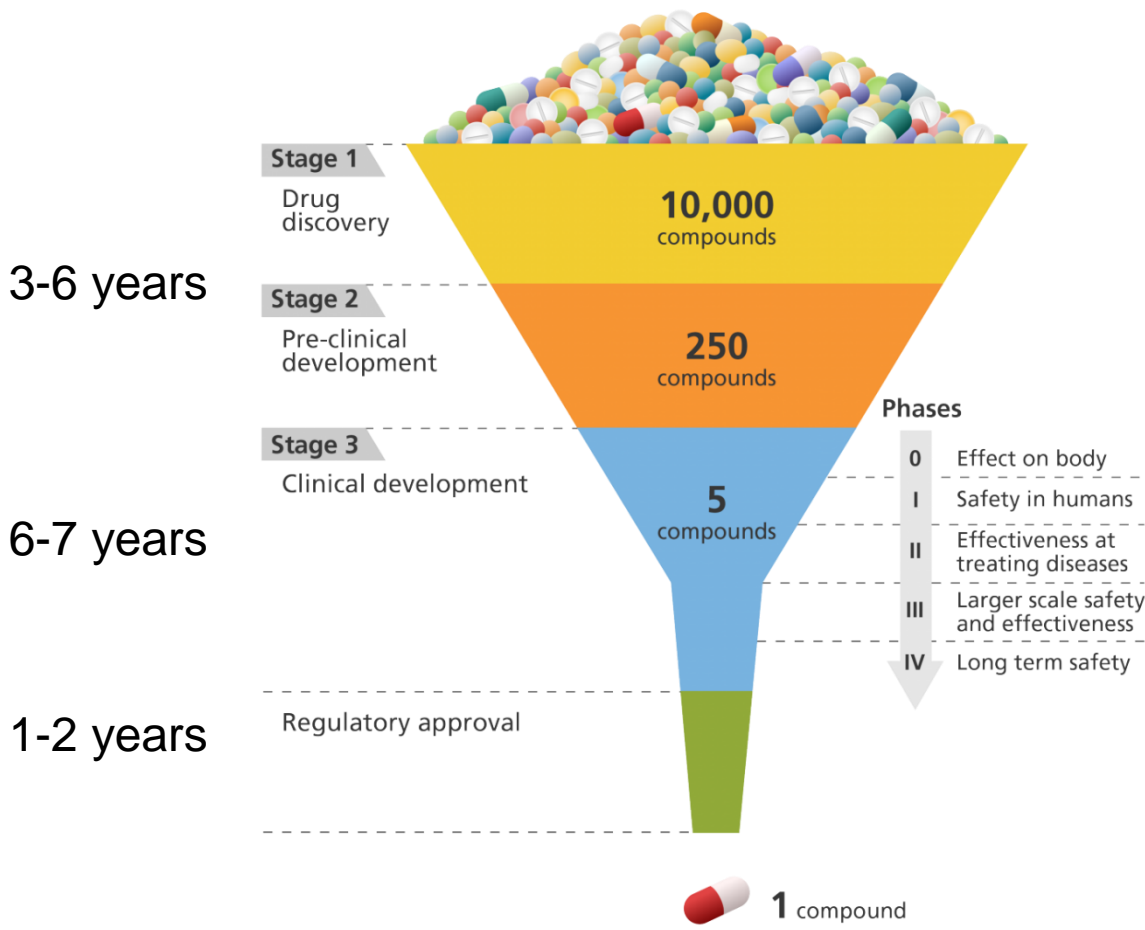 Stage 1
Drug
discovery
10,000
compounds
3-6 years
Stage 2
Pre-clinical
development
250
compounds
Stage 3
Clinical development
5
compounds
Phases
0 Effect on body
I Safety in humans
II Effectiveness at
treating diseases
III Larger scale safety
and effectiveness
IV Long term safety
6-7 years
Regulatory approval
1-2 years
1 compound